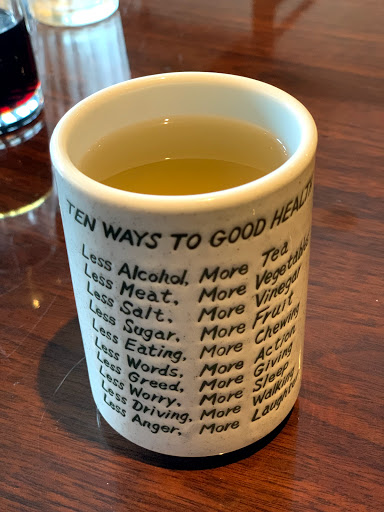 TEN WAYS TO GOOD HEALTH
Less Alcohol, More Tea
Less Meat, More Vegetable
Less Salt, More Vinegar
Less Sugar, More Fruit
Less Eating, More Chewing
Less Words, More Action
Less Greed, More Giving
Less Worry, More Sleep
Less Driving, More Walking
Less Anger, More Laughter